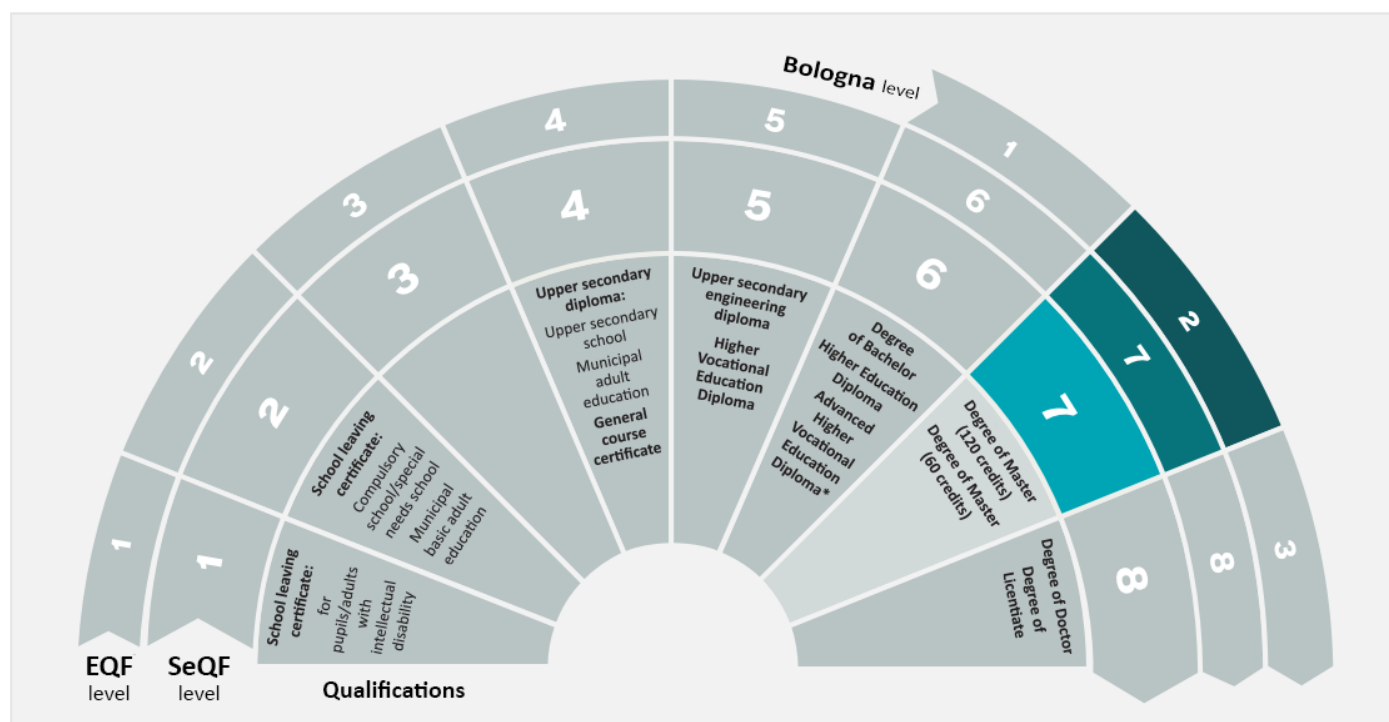 Bologna level
1
2
3
4
5
6
7
8
1
2
3
4
5
6
7
8
1
2
3
School leaving
certificate:
for
pupils/adults
with
intellectual
disability
School leaving
certificate:
Compulsory
school/special
needs school
Municipal
basic adult
education
Upper secondary
diploma:
Upper secondary
school
Municipal
adult
education
General
course
certificate
Upper secondary
engineering
diploma
Higher
Vocational
Education
Diploma
Degree
of Bachelor
Higher Education
Diploma
Advanced
Higher
Vocational
Education
Diploma*
Degree of Master
(120 credits)
Degree of Master
(60 credits)
Degree of Doctor
Degree of
Licentiate
EQF
level
SeQF
level
Qualifications